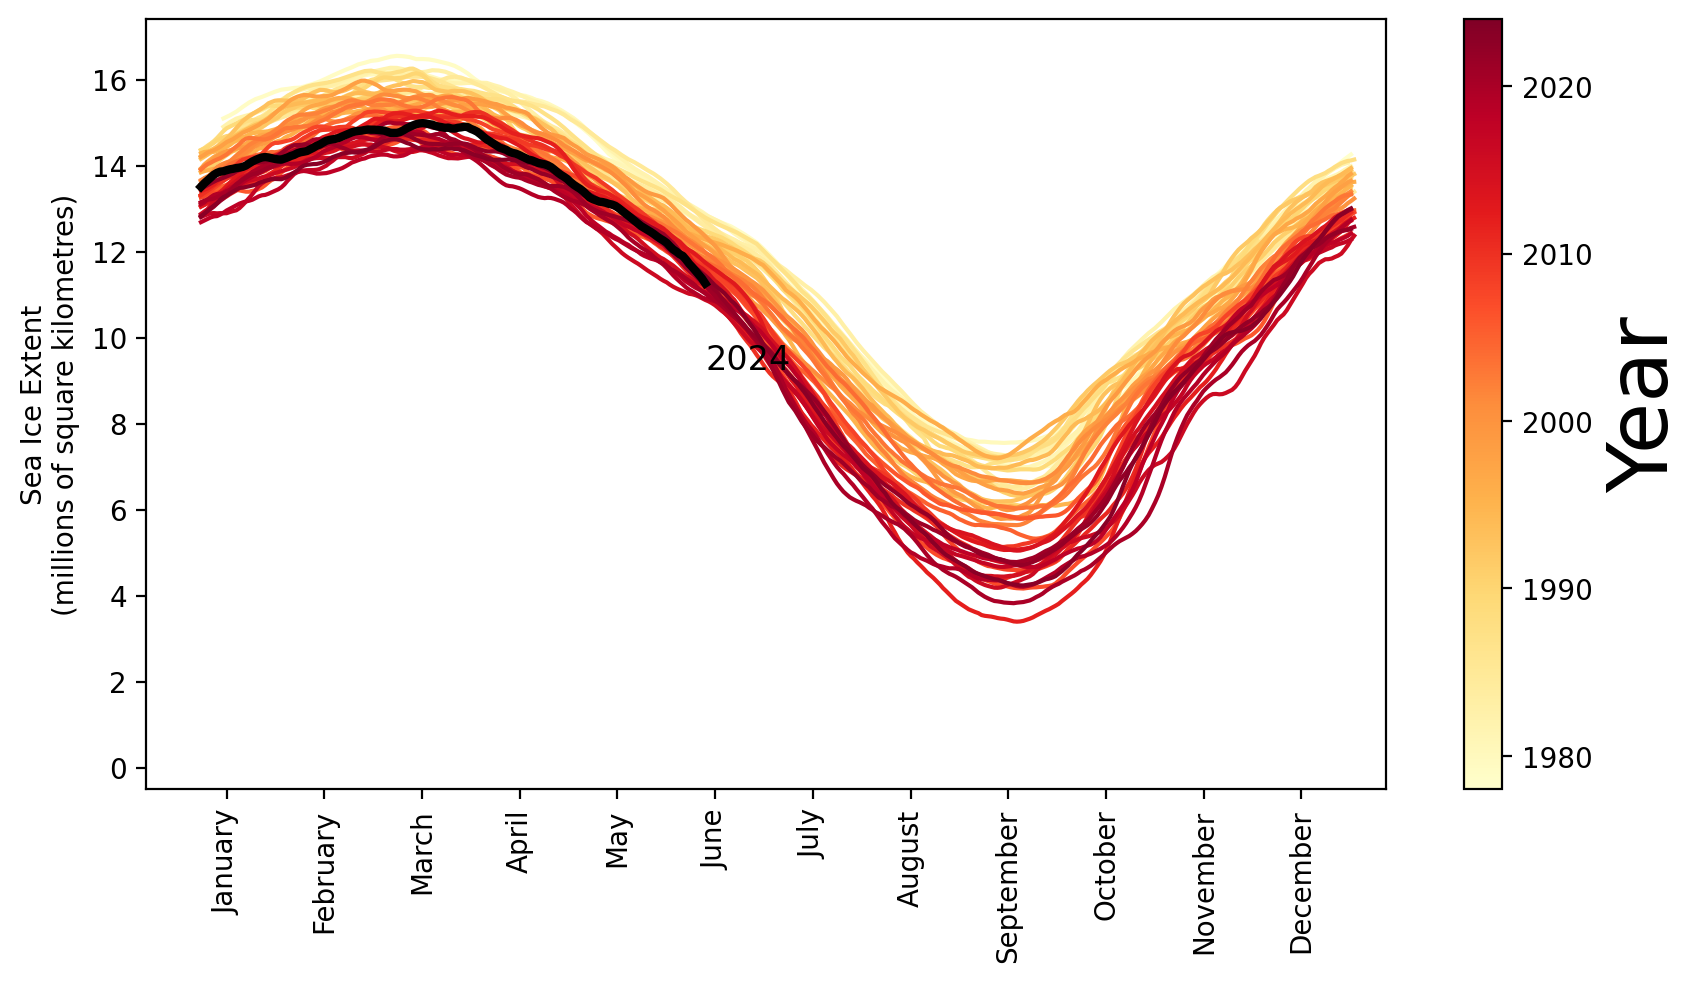 Sea Ice Extent
(millions of square kilometres)
16
14
12
10
8
6
4
2
0
2024
January
February
March
April
May
June
July
August
September
October
November
December
2020
2010
2000
1990
1980
Year